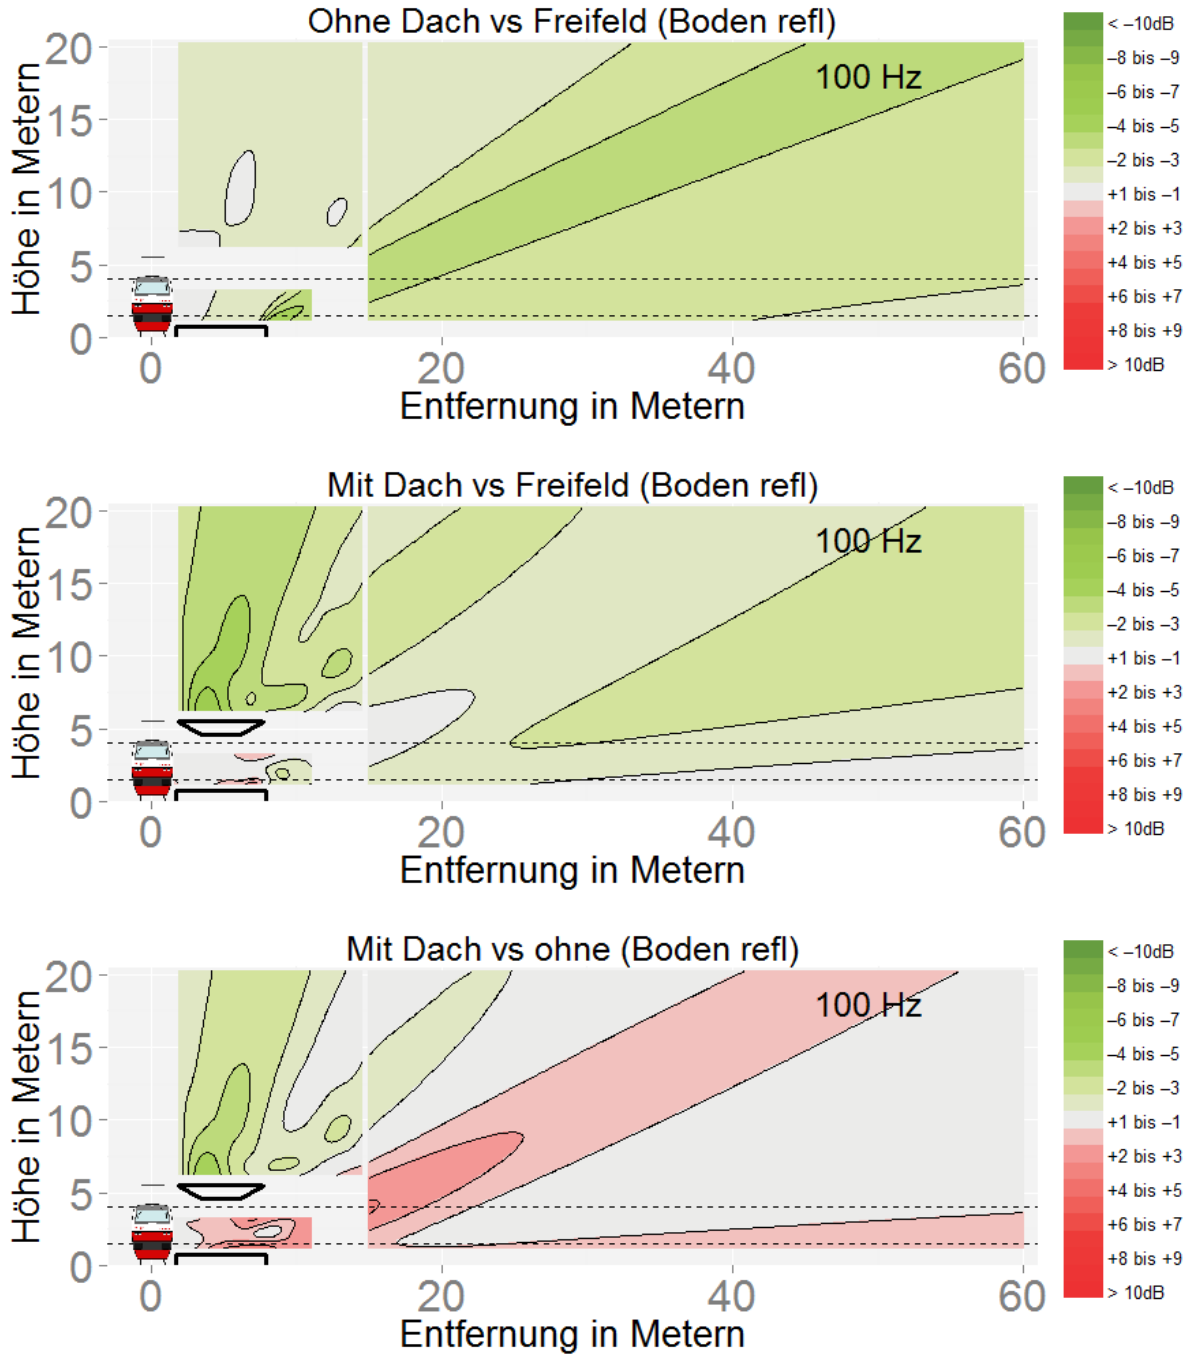 Ohne Dach vs Freifeld (Boden refl)
100 Hz
Höhe in Metern
20
15
10
5
0
0 20 40 60
Entfernung in Metern
< –10dB
–8 bis –9
–6 bis –7
–4 bis –5
–2 bis –3
+1 bis –1
+2 bis +3
+4 bis +5
+6 bis +7
+8 bis +9
> 10dB
Mit Dach vs Freifeld (Boden refl)
100 Hz
Höhe in Metern
20
15
10
5
0
0 20 40 60
Entfernung in Metern
< –10dB
–8 bis –9
–6 bis –7
–4 bis –5
–2 bis –3
+1 bis –1
+2 bis +3
+4 bis +5
+6 bis +7
+8 bis +9
> 10dB
Mit Dach vs ohne (Boden refl)
100 Hz
Höhe in Metern
20
15
10
5
0
0 20 40 60
Entfernung in Metern
< –10dB
–8 bis –9
–6 bis –7
–4 bis –5
–2 bis –3
+1 bis –1
+2 bis +3
+4 bis +5
+6 bis +7
+8 bis +9
> 10dB